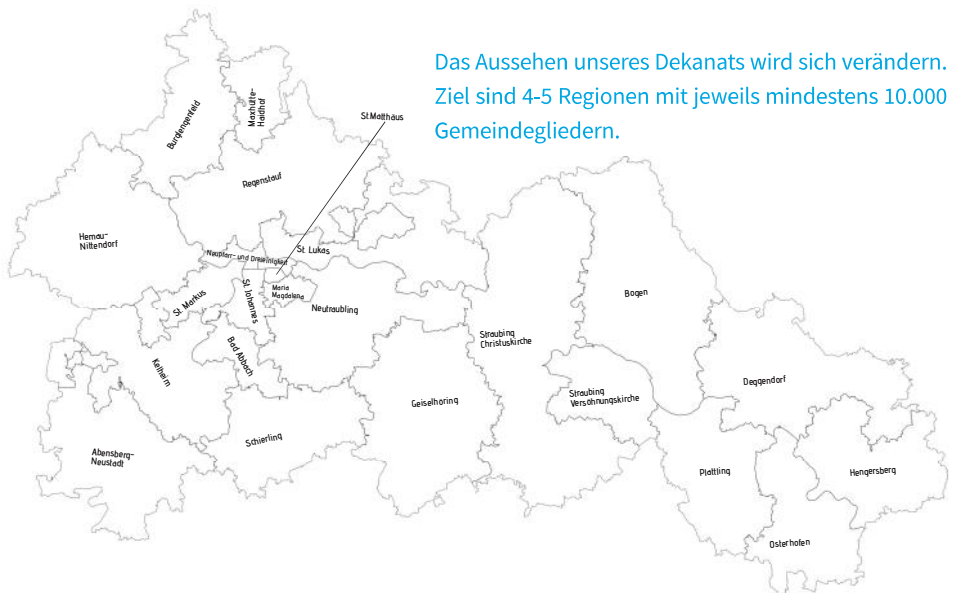 Das Aussehen unseres Dekanats wird sich verändern.
Ziel sind 4-5 Regionen mit jeweils mindestens 10.000
Gemeindegliedern.
Burglengenfeld
Maxhütte-
Haidhof
St.Matthäus
Regenstauf
Hemau-
Nittendorf
St. Lukas
Neupfarr- und Dreieinigkeit
Maria
Magdalena
St. Johannes
St. Markus
Neutraubling
Bogen
Straubing
Christuskirche
Bad Abbach
Kelheim
Deggendorf
Straubing
Versöhnungskirche
Geiselhöring
Schierling
Abensberg-
Neustadt
Plattling
Hengersberg
Osterhofen